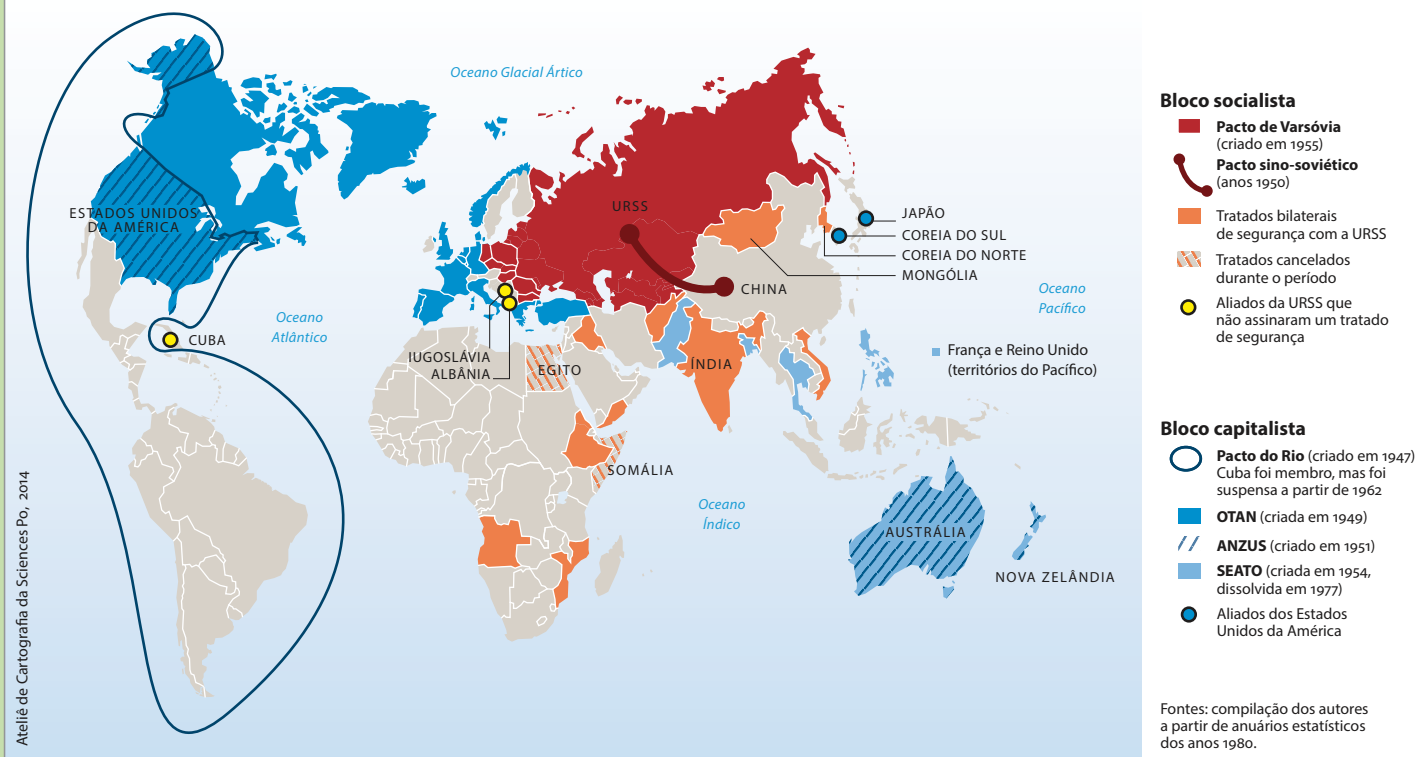 Oceano Glacial Ártico
ESTADOS UNIDOS
DA AMÉRICA
URSS
JAPÃO
COREIA DO SUL
COREIA DO NORTE
MONGÓLIA
CHINA
Oceano
Pacífico
Oceano
Atlântico
CUBA
IUGOSLÁVIA
ALBÂNIA
EGITO
ÍNDIA
França e Reino Unido
(territórios do Pacífico)
SOMÁLIA
Oceano
Índico
AUSTRÁLIA
NOVA ZELÂNDIA
Ateliê de Cartografia da Sciences Po, 2014
Bloco socialista
Pacto de Varsóvia
(criado em 1955)
Pacto sino-soviético
(anos 1950)
Tratados bilaterais
de segurança com a URSS
Tratados cancelados
durante o período
Aliados da URSS que
não assinaram um tratado
de segurança
Bloco capitalista
Pacto do Rio (criado em 1947)
Cuba foi membro, mas foi
suspensa a partir de 1962
OTAN (criada em 1949)
ANZUS (criado em 1951)
SEATO (criada em 1954,
dissolvida em 1977)
Aliados dos Estados
Unidos da América
Fontes: compilação dos autores
a partir de anuários estatísticos
dos anos 1980.